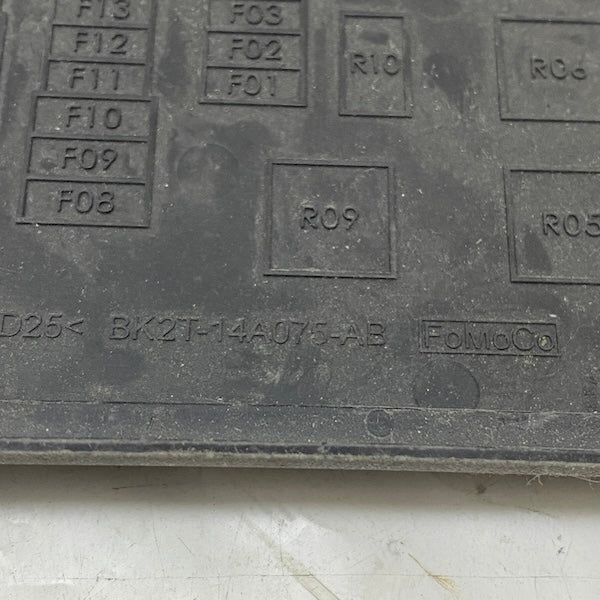 F13
F12
F11
F10
F09
F08
F03
F02
F01
R10
R06
R09
R05
D25< BK2T-14A075-AB FoMoCo